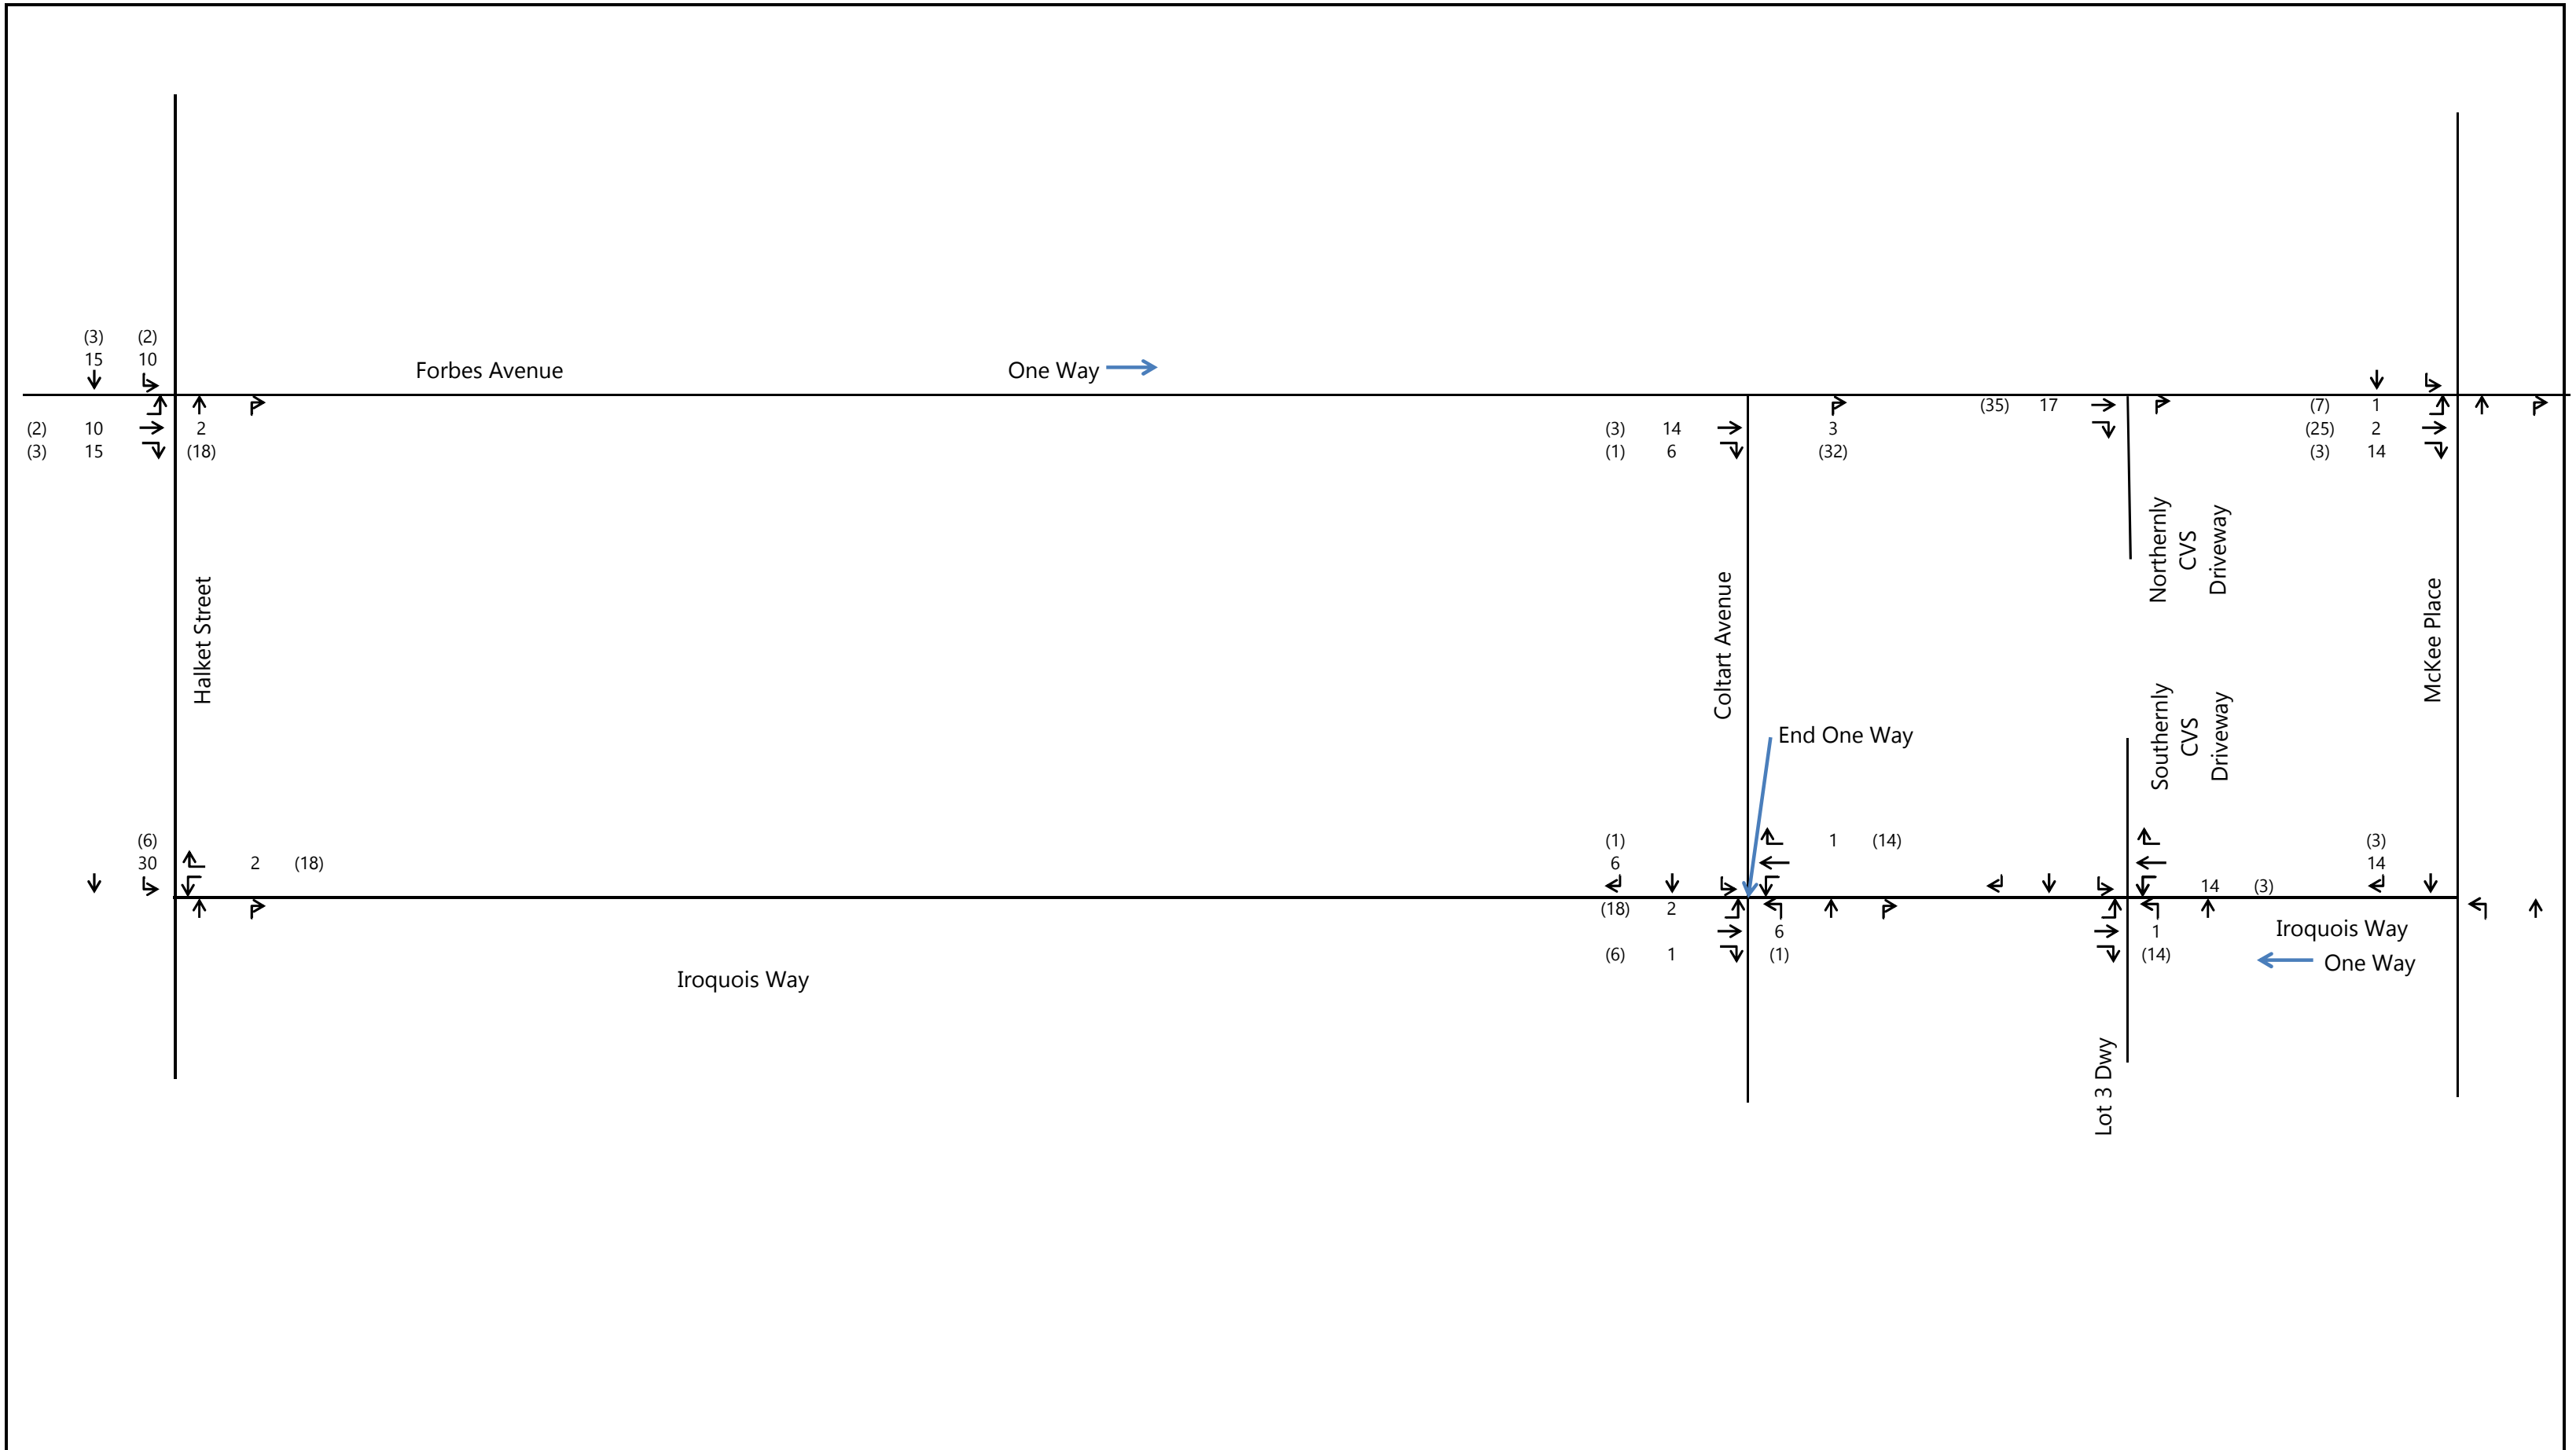 (3) (2)
15 10
Forbes Avenue
One Way
(2) 10
2
(3) 15
(18)
(3) 14
(1) 6
3
(32)
(35) 17
(7) 1
(25) 2
(3) 14
Halket Street
Coltart Avenue
Northernly
CVS
Driveway
McKee Place
Southernly
CVS
Driveway
End One Way
(6)
30
2 (18)
(1)
6
1 (14)
(3)
14
14 (3)
(18) 2
(6) 1
6
(1)
1
(14)
Iroquois Way
One Way
Iroquois Way
Lot 3 Dwy